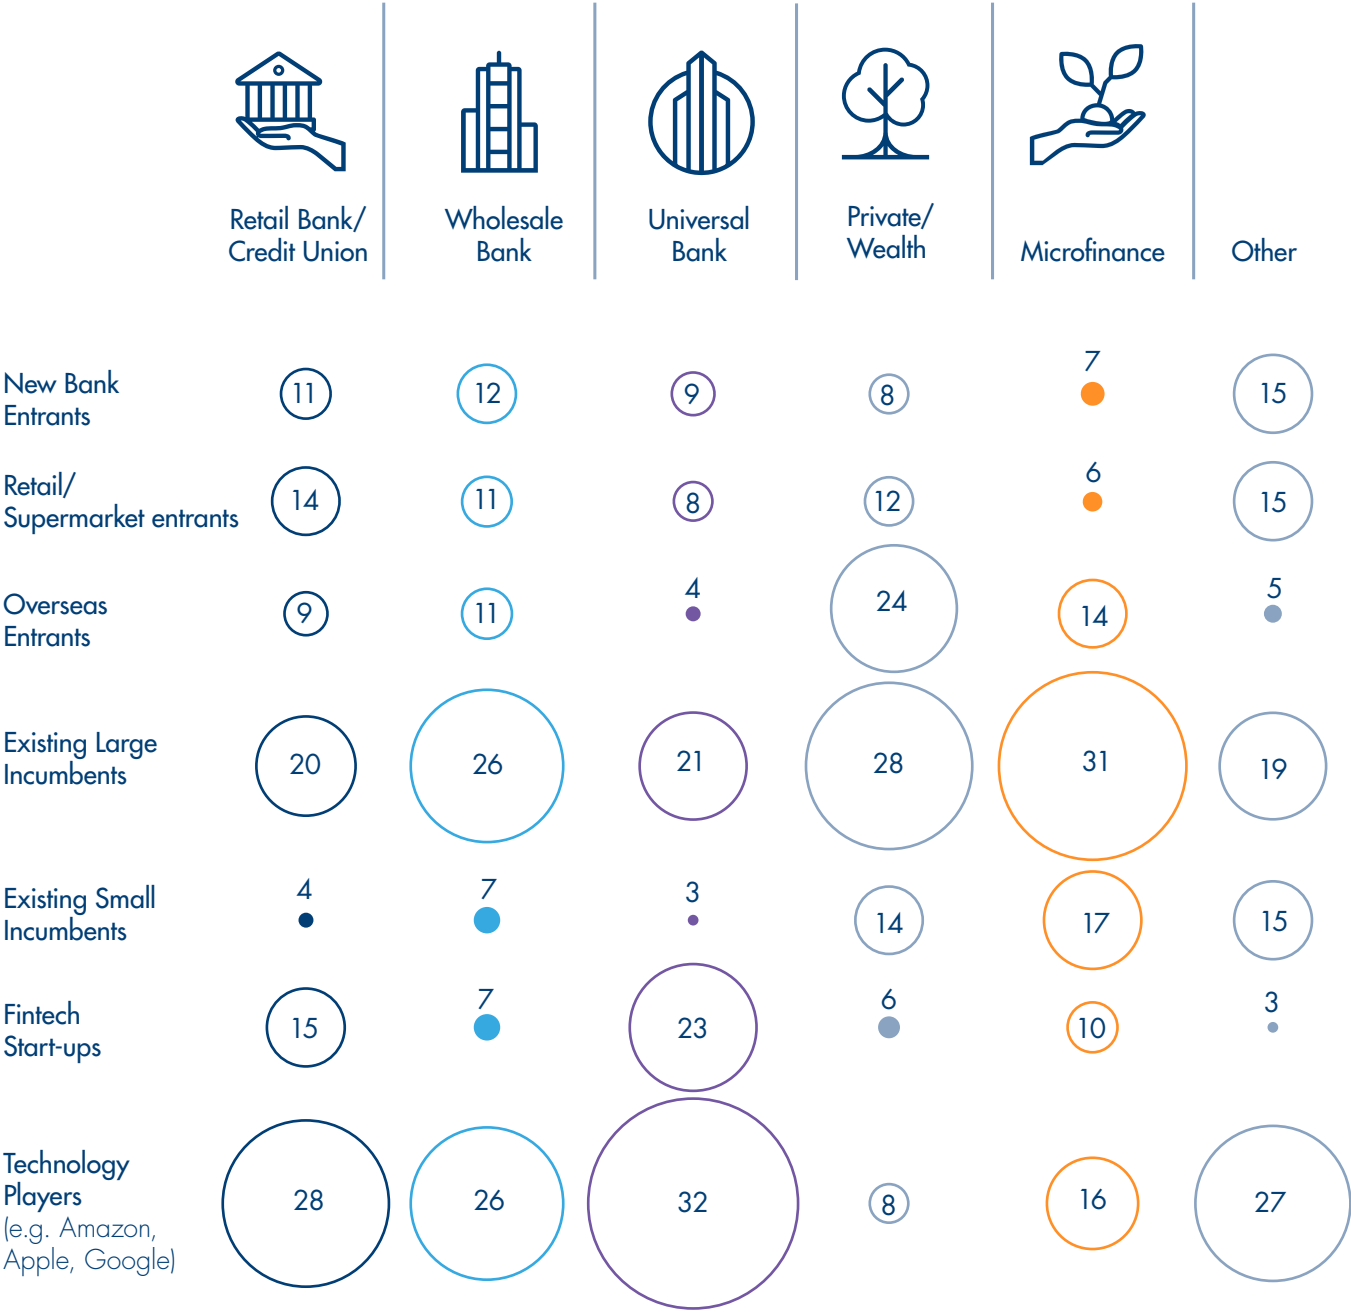 Retail Bank/
Credit Union
Wholesale
Bank
Universal
Bank
Private/
Wealth
Microfinance
Other
New Bank
Entrants
11
12
9
8
7
15
Retail/
Supermarket entrants
14
11
8
12
6
15
Overseas
Entrants
9
11
4
24
14
5
Existing Large
Incumbents
20
26
21
28
31
19
Existing Small
Incumbents
4
7
3
14
17
15
Fintech
Start-ups
15
7
23
6
10
3
Technology
Players
(e.g. Amazon,
Apple, Google)
28
26
32
8
16
27